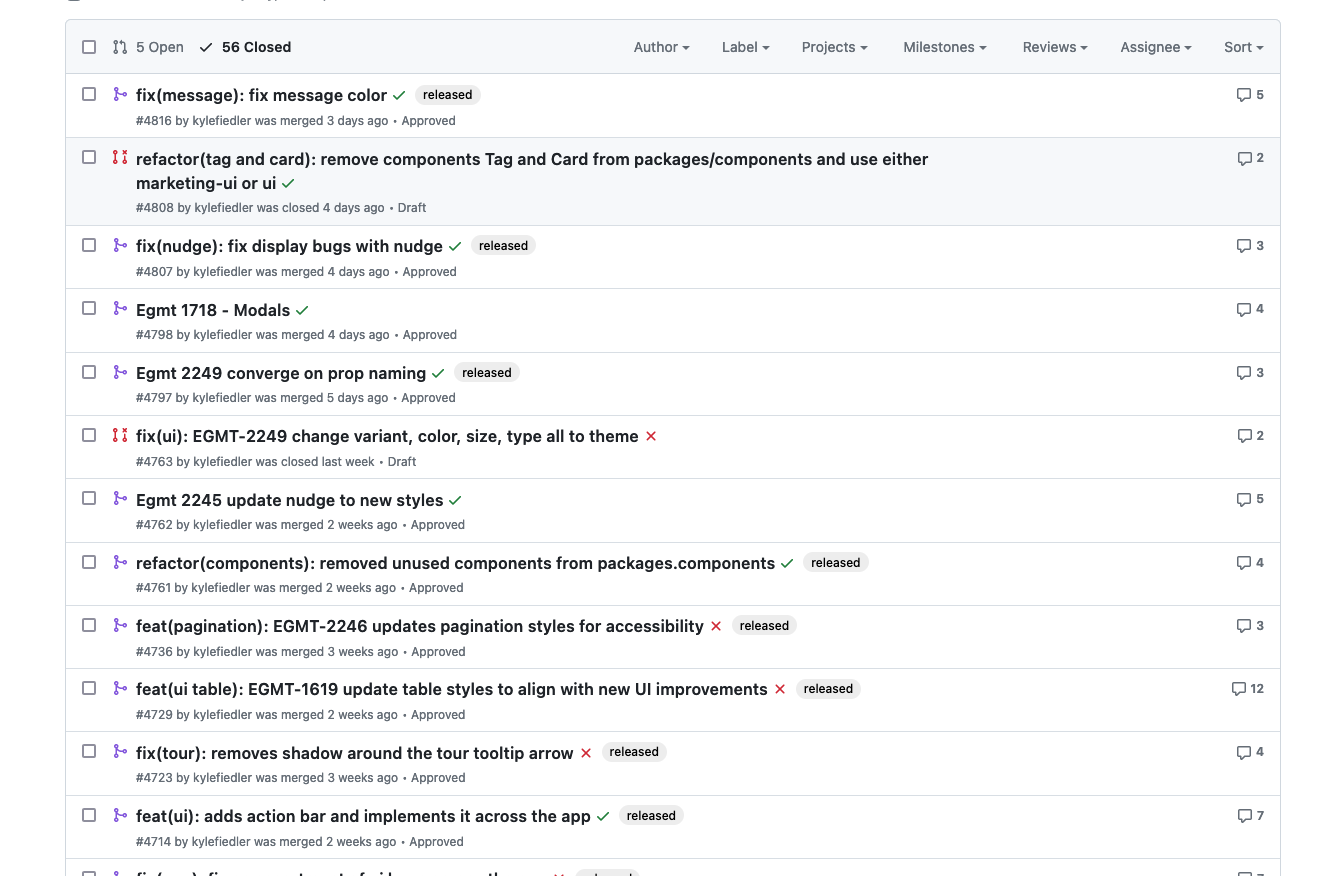 5 Open 56 Closed Author Label Projects Milestones Reviews Assignee Sort
fix(message): fix message color released 5
#4816 by kylefiedler was merged 3 days ago • Approved
refactor(tag and card): remove components Tag and Card from packages/components and use either 2
marketing-ui or ui
#4808 by kylefiedler was closed 4 days ago • Draft
fix(nudge): fix display bugs with nudge released 3
#4807 by kylefiedler was merged 4 days ago • Approved
Egmt 1718 - Modals 4
#4798 by kylefiedler was merged 4 days ago • Approved
Egmt 2249 converge on prop naming released 3
#4797 by kylefiedler was merged 5 days ago • Approved
fix(ui): EGMT-2249 change variant, color, size, type all to theme 2
#4763 by kylefiedler was closed last week • Draft
Egmt 2245 update nudge to new styles 5
#4762 by kylefiedler was merged 2 weeks ago • Approved
refactor(components): removed unused components from packages.components released 4
#4761 by kylefiedler was merged 2 weeks ago • Approved
feat(pagination): EGMT-2246 updates pagination styles for accessibility released 3
#4736 by kylefiedler was merged 3 weeks ago • Approved
feat(ui table): EGMT-1619 update table styles to align with new UI improvements released 12
#4729 by kylefiedler was merged 2 weeks ago • Approved
fix(tour): removes shadow around the tour tooltip arrow released 4
#4723 by kylefiedler was merged 3 weeks ago • Approved
feat(ui): adds action bar and implements it across the app released 7
#4714 by kylefiedler was merged 2 weeks ago • Approved